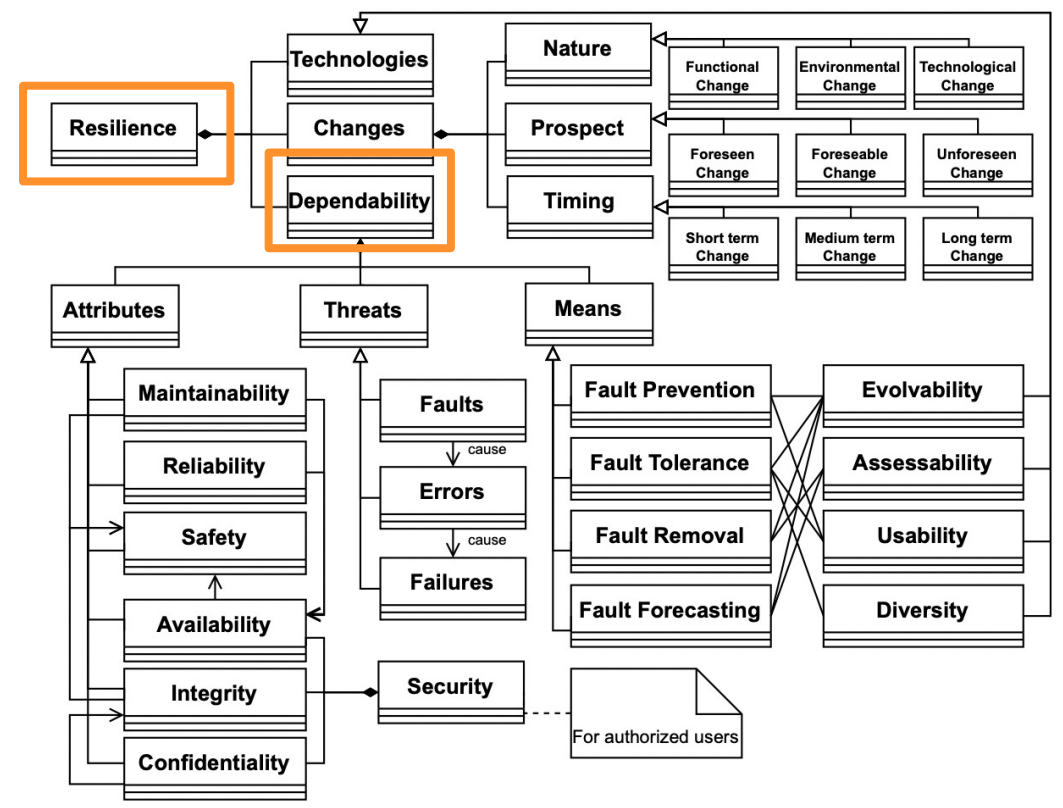 Technologies
Nature
Functional
Change
Environmental
Change
Technological
Change
Resilience
Changes
Prospect
Foreseen
Change
Foreseable
Change
Unforeseen
Change
Dependability
Timing
Short term
Change
Medium term
Change
Long term
Change
Attributes
Threats
Means
Maintainability
Faults
Fault Prevention
Evolvability
cause
Reliability
Errors
Fault Tolerance
Assessability
cause
Safety
Failures
Fault Removal
Usability
Availability
Fault Forecasting
Diversity
Integrity
Security
For authorized users
Confidentiality